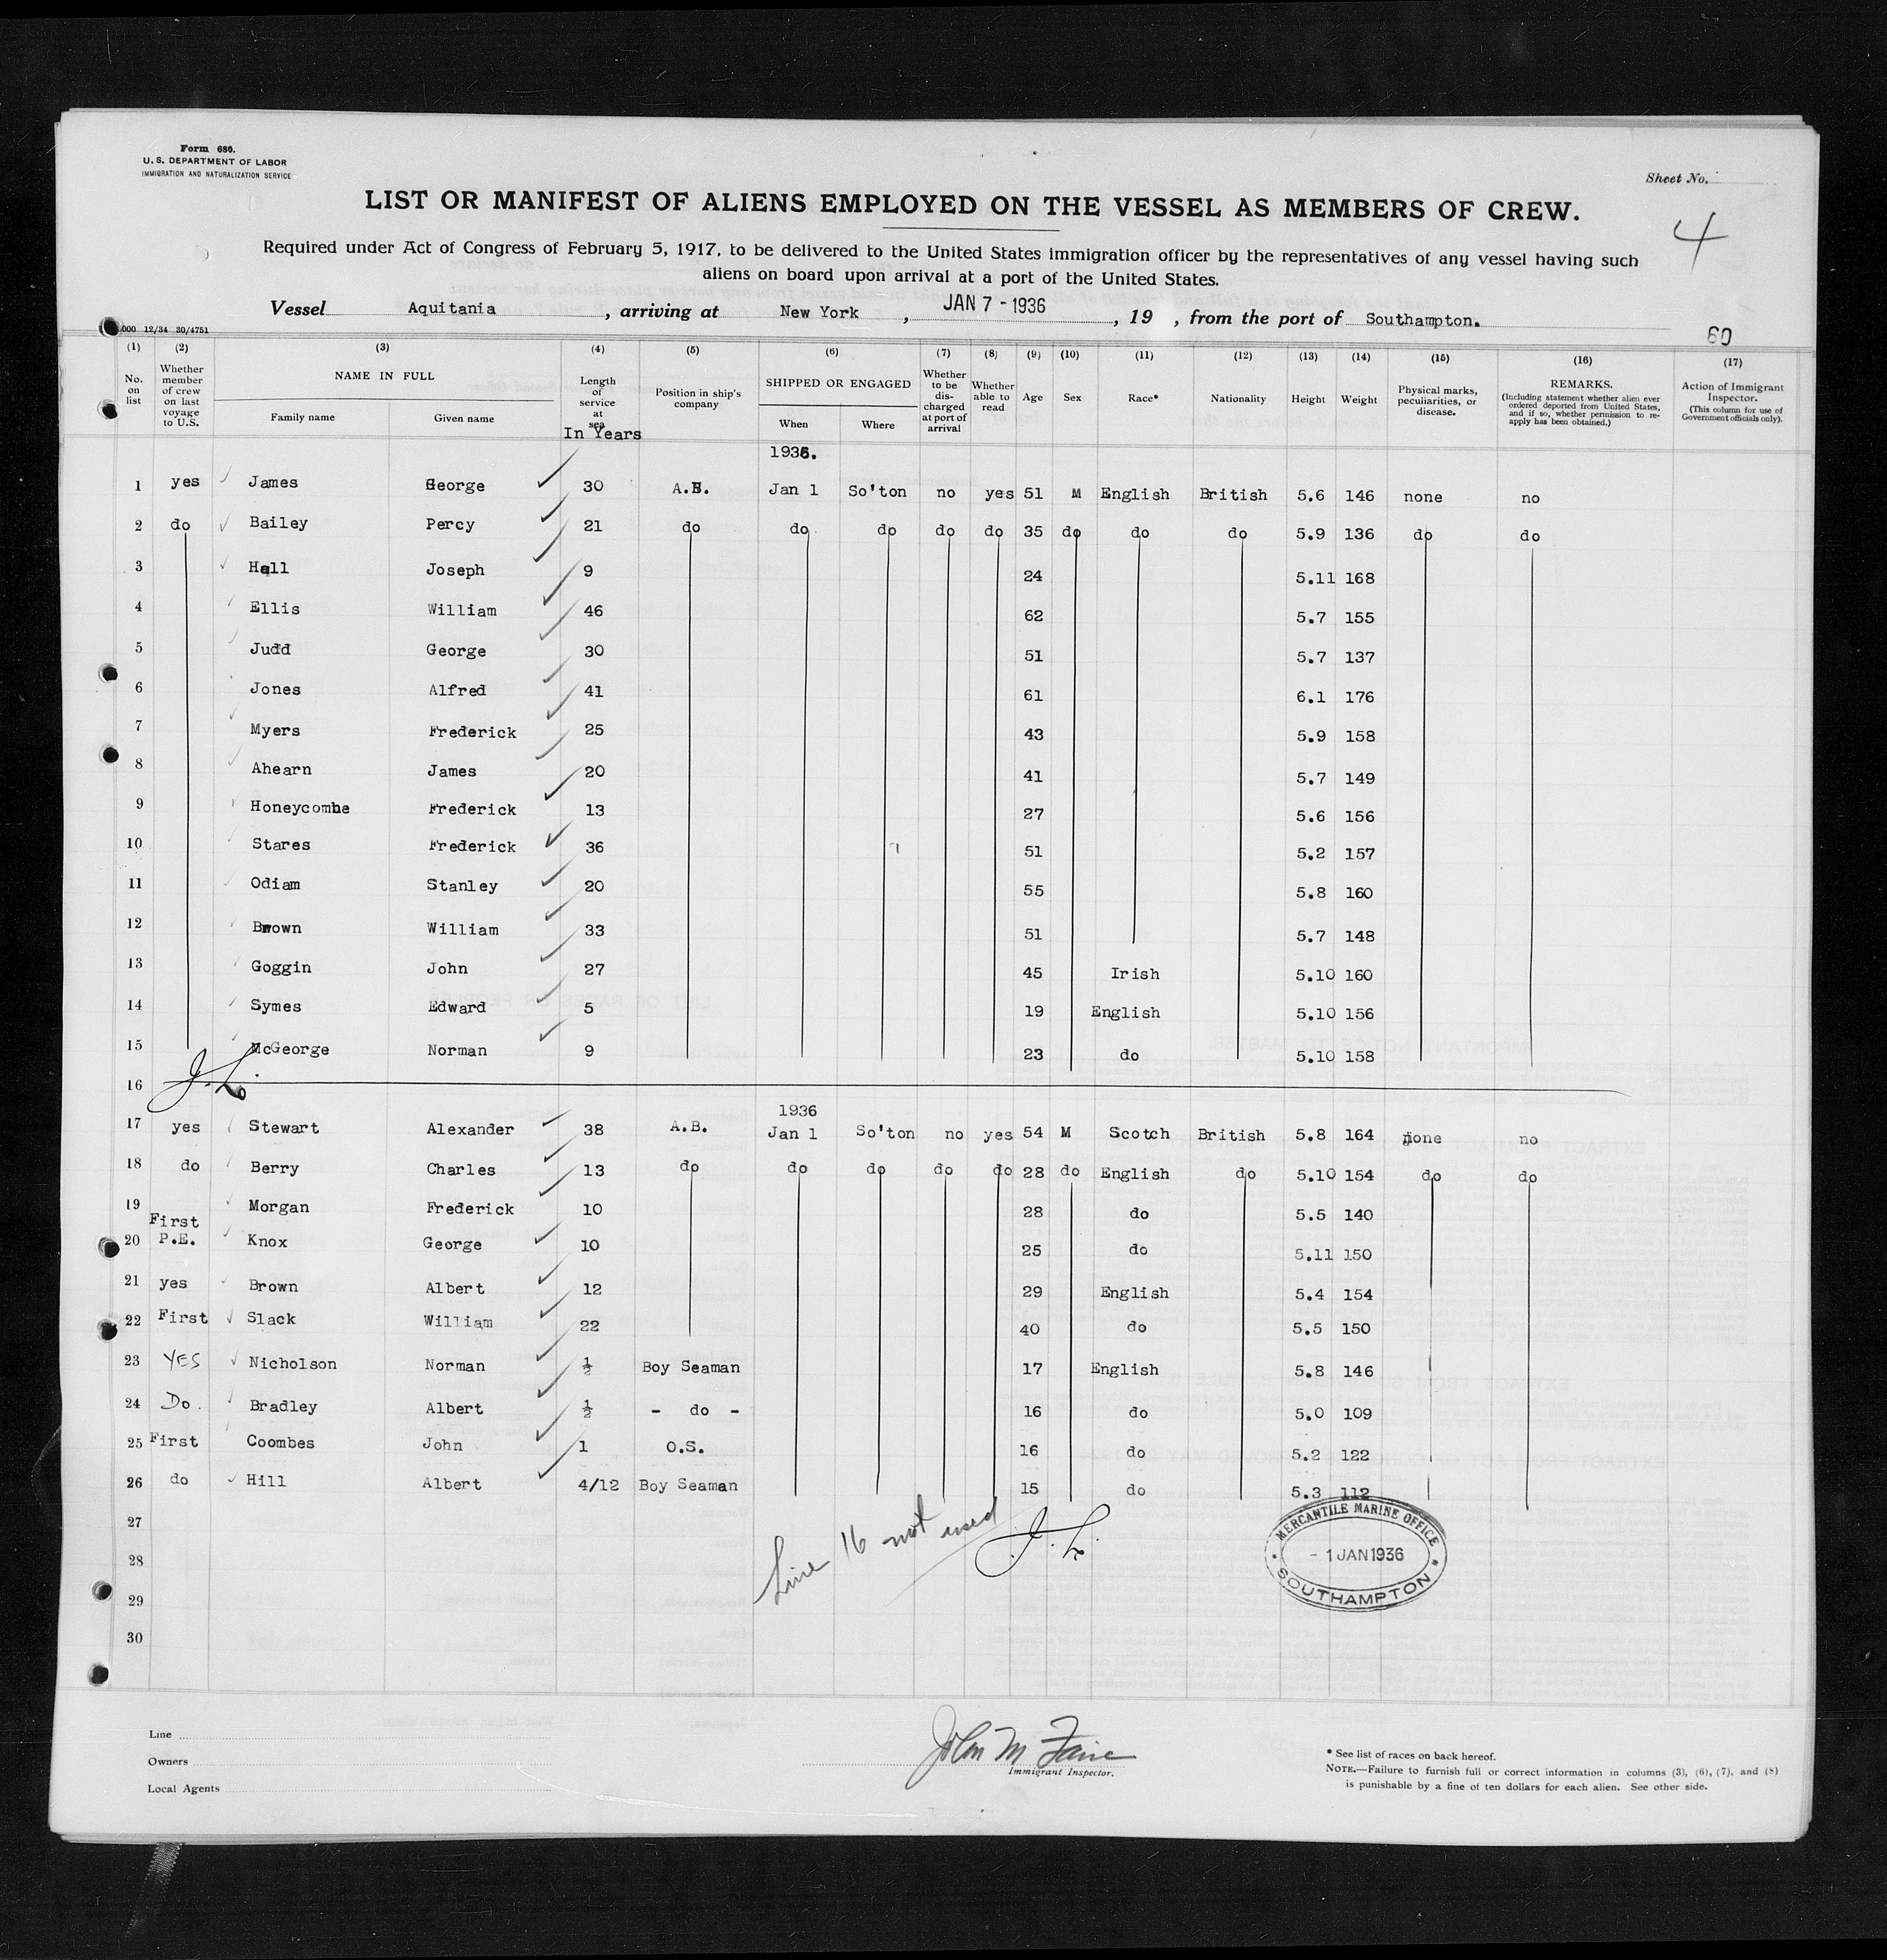 Form 680.
U. S. DEPARTMENT OF LABOR
IMMIGRATION AND NATURALIZATION SERVICE
Sheet No.
LIST OR MANIFEST OF ALIENS EMPLOYED ON THE VESSEL AS MEMBERS OF CREW.
4
Required under Act of Congress of February 5, 1917, to be delivered to the United States immigration officer by the representatives of any vessel having such
aliens on board upon arrival at a port of the United States.
Vessel Aquitania , arriving at New York , JAN 7 - 1936 , 19 , from the port of Southampton.
000 12/34 30/4751
60
(1) No. on list
(2) Whether member of crew on last voyage to U.S.
(3) NAME IN FULL
Family name Given name
(4) Length of service at sea
In Years
(5) Position in ship's company
(6) SHIPPED OR ENGAGED
When Where
(7) Whether to be discharged at port of arrival
(8) Whether able to read
(9) Age
(10) Sex
(11) Race*
(12) Nationality
(13) Height
(14) Weight
(15) Physical marks, peculiarities, or disease.
(16) REMARKS.
(Including statement whether alien ever ordered deported from United States, and if so, whether permission to reapply has been obtained.)
(17) Action of Immigrant Inspector.
(This column for use of Government officials only).
1936.
1 yes James George 30 A.B. Jan 1 So'ton no yes 51 M English British 5.6 146 none no
2 do Bailey Percy 21 do do do do do 35 do do do 5.9 136 do do
3 Hall Joseph 9 24 5.11 168
4 Ellis William 46 62 5.7 155
5 Judd George 30 51 5.7 137
6 Jones Alfred 41 61 6.1 176
7 Myers Frederick 25 43 5.9 158
8 Ahearn James 20 41 5.7 149
9 Honeycombe Frederick 13 27 5.6 156
10 Stares Frederick 36 51 5.2 157
11 Odiam Stanley 20 55 5.8 160
12 Brown William 33 51 5.7 148
13 Goggin John 27 45 Irish 5.10 160
14 Symes Edward 5 19 English 5.10 156
15 McGeorge Norman 9 23 do 5.10 158
16 J.L.
1936
17 yes Stewart Alexander 38 A.B. Jan 1 So'ton no yes 54 M Scotch British 5.8 164 none no
18 do Berry Charles 13 do do do do do 28 do English do 5.10 154 do do
19 Morgan Frederick 10 28 do 5.5 140
20 First P.E. Knox George 10 25 do 5.11 150
21 yes Brown Albert 12 29 English 5.4 154
22 First Slack William 22 40 do 5.5 150
23 YES Nicholson Norman ½ Boy Seaman 17 English 5.8 146
24 Do. Bradley Albert ½ - do - 16 do 5.0 109
25 First Coombes John 1 O.S. 16 do 5.2 122
26 do Hill Albert 4/12 Boy Seaman 15 do 5.3 112
27
28
29
30
Line 16 not used J.L.
MERCANTILE MARINE OFFICE
- 1 JAN 1936
SOUTHAMPTON
Line
Owners
Local Agents
John M
Immigrant Inspector.
* See list of races on back hereof.
NOTE.—Failure to furnish full or correct information in columns (3), (6), (7), and (8)
is punishable by a fine of ten dollars for each alien. See other side.